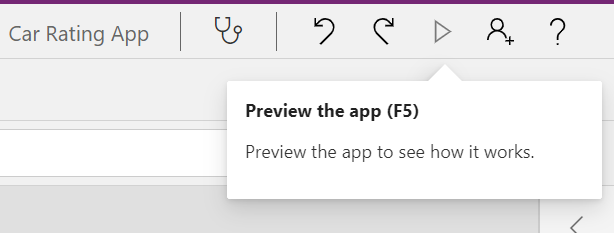 Car Rating App
Preview the app (F5)
Preview the app to see how it works.